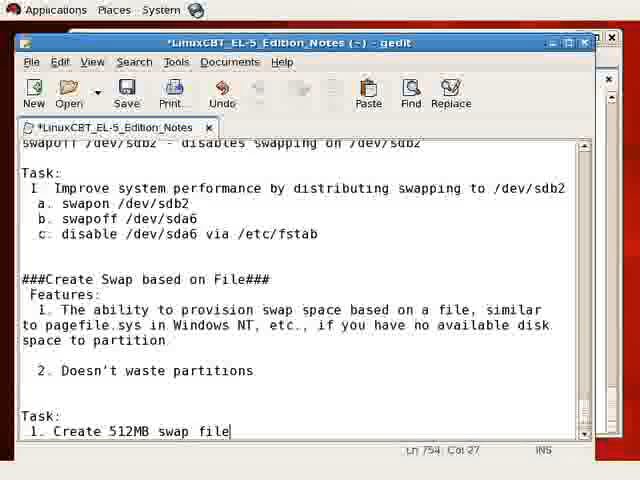 Applications Places System
*LinuxCBT_EL-5_Edition_Notes (~) - gedit
File Edit View Search Tools Documents Help
New Open Save Print... Undo Paste Find Replace
*LinuxCBT_EL-5_Edition_Notes
swapoff /dev/sdb2 - disables swapping on /dev/sdb2
Task:
1 Improve system performance by distributing swapping to /dev/sdb2
a. swapon /dev/sdb2
b. swapoff /dev/sda6
c. disable /dev/sda6 via /etc/fstab
###Create Swap based on File###
Features:
1. The ability to provision swap space based on a file, similar
to pagefile.sys in Windows NT, etc., if you have no available disk
space to partition
2. Doesn't waste partitions
Task:
1. Create 512MB swap file
Ln 754, Col 27 INS